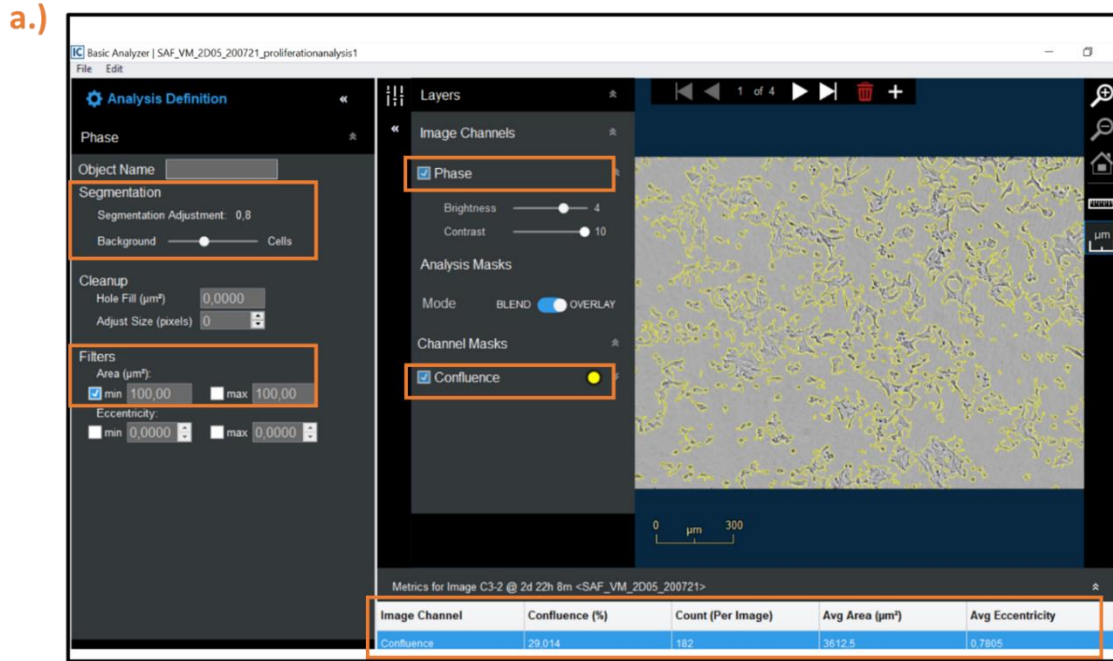 a.)
IC Basic Analyzer | SAF_VM_2D05_200721_proliferationanalysis1
File Edit
Analysis Definition «
Phase
Object Name
Segmentation
Segmentation Adjustment: 0,8
Background Cells
Cleanup
Hole Fill (µm²) 0,0000
Adjust Size (pixels) 0
Filters
Area (µm²):
min 100,00 max 100,00
Eccentricity:
min 0,0000 max 0,0000
«
Layers
Image Channels
Phase
Brightness 4
Contrast 10
Analysis Masks
Mode BLEND OVERLAY
Channel Masks
Confluence
1 of 4
µm
0 µm 300
Metrics for Image C3-2 @ 2d 22h 8m <SAF_VM_2D05_200721>
Image Channel Confluence (%) Count (Per Image) Avg Area (µm²) Avg Eccentricity
Confluence 29,014 182 3612,5 0,7805